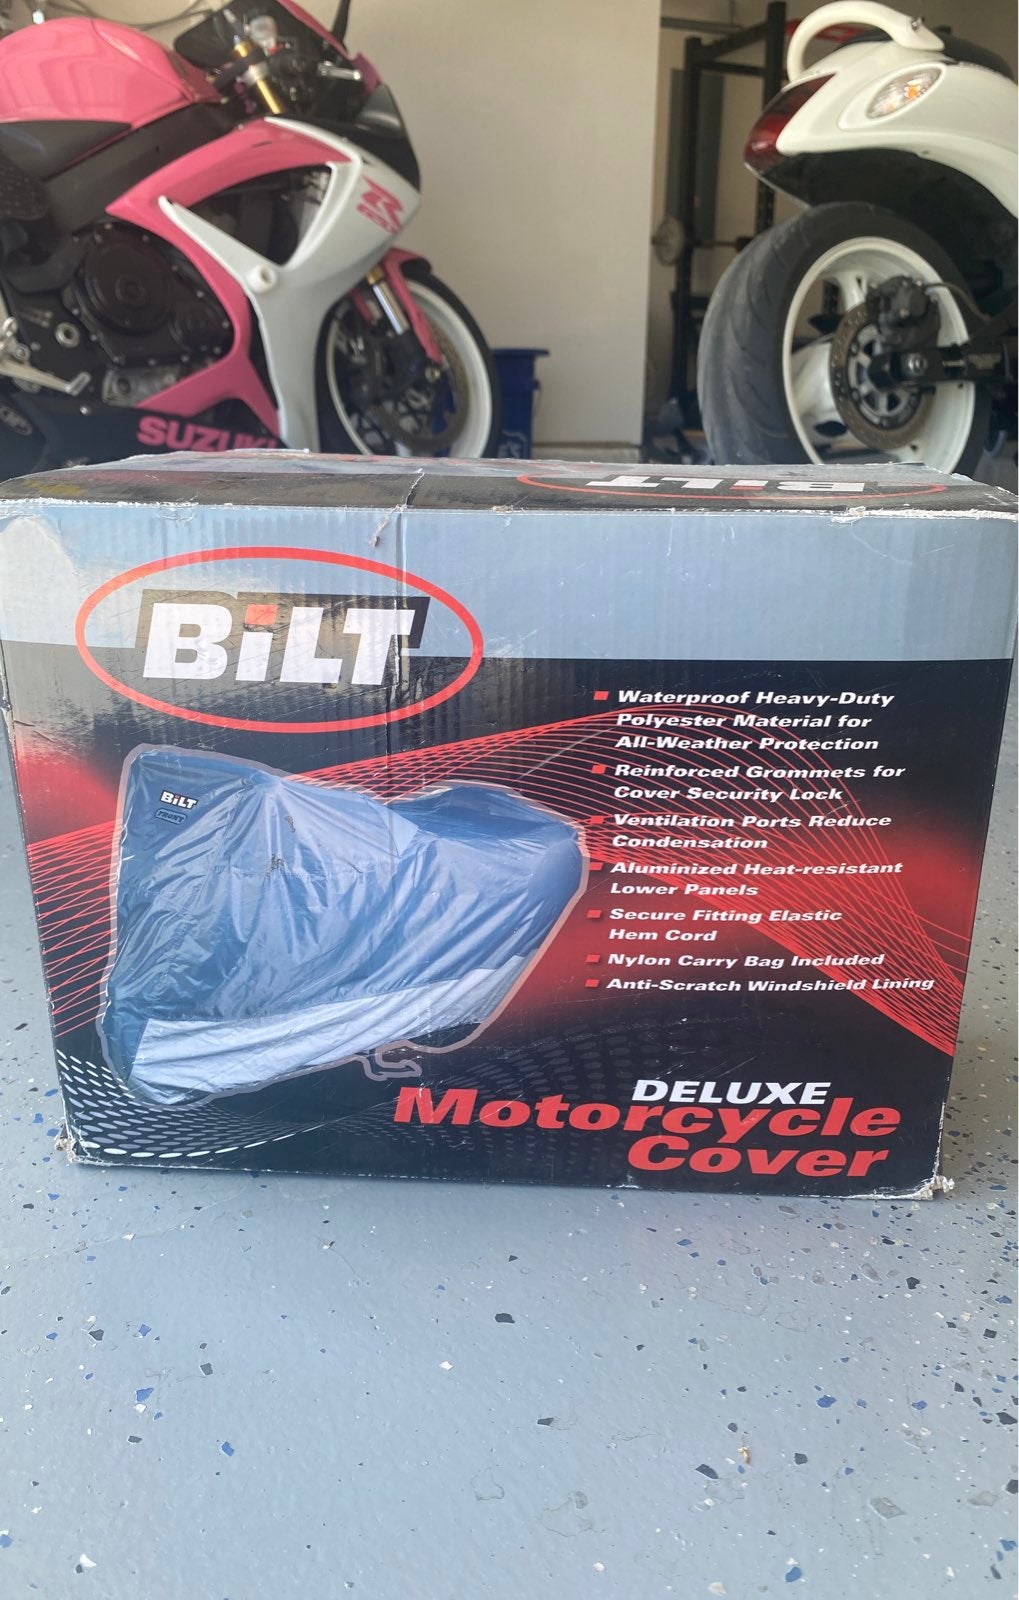 R
SUZUKI
BiLT
BiLT
Waterproof Heavy-Duty
Polyester Material for
All-Weather Protection
Reinforced Grommets for
Cover Security Lock
Ventilation Ports Reduce
Condensation
Aluminized Heat-resistant
Lower Panels
Secure Fitting Elastic
Hem Cord
Nylon Carry Bag Included
Anti-Scratch Windshield Lining
BiLT
FRONT
DELUXE
Motorcycle
Cover